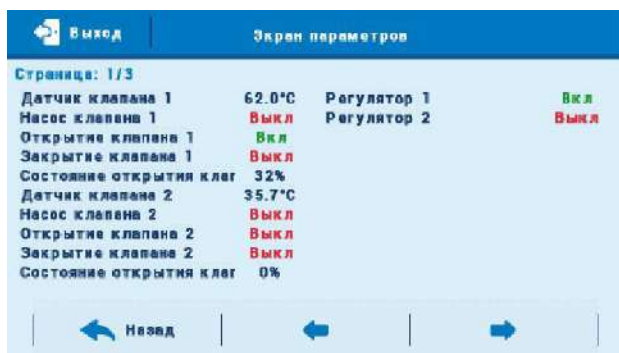 Выход
Экран параметров
Страница: 1/3
Датчик клапана 1 62.0°C Регулятор 1 Вкл
Насос клапана 1 Выкл Регулятор 2 Выкл
Открытие клапана 1 Вкл
Закрытие клапана 1 Выкл
Состояние открытия клаг 32%
Датчик клапана 2 35.7°C
Насос клапана 2 Выкл
Открытие клапана 2 Выкл
Закрытие клапана 2 Выкл
Состояние открытия клаг 0%
Назад